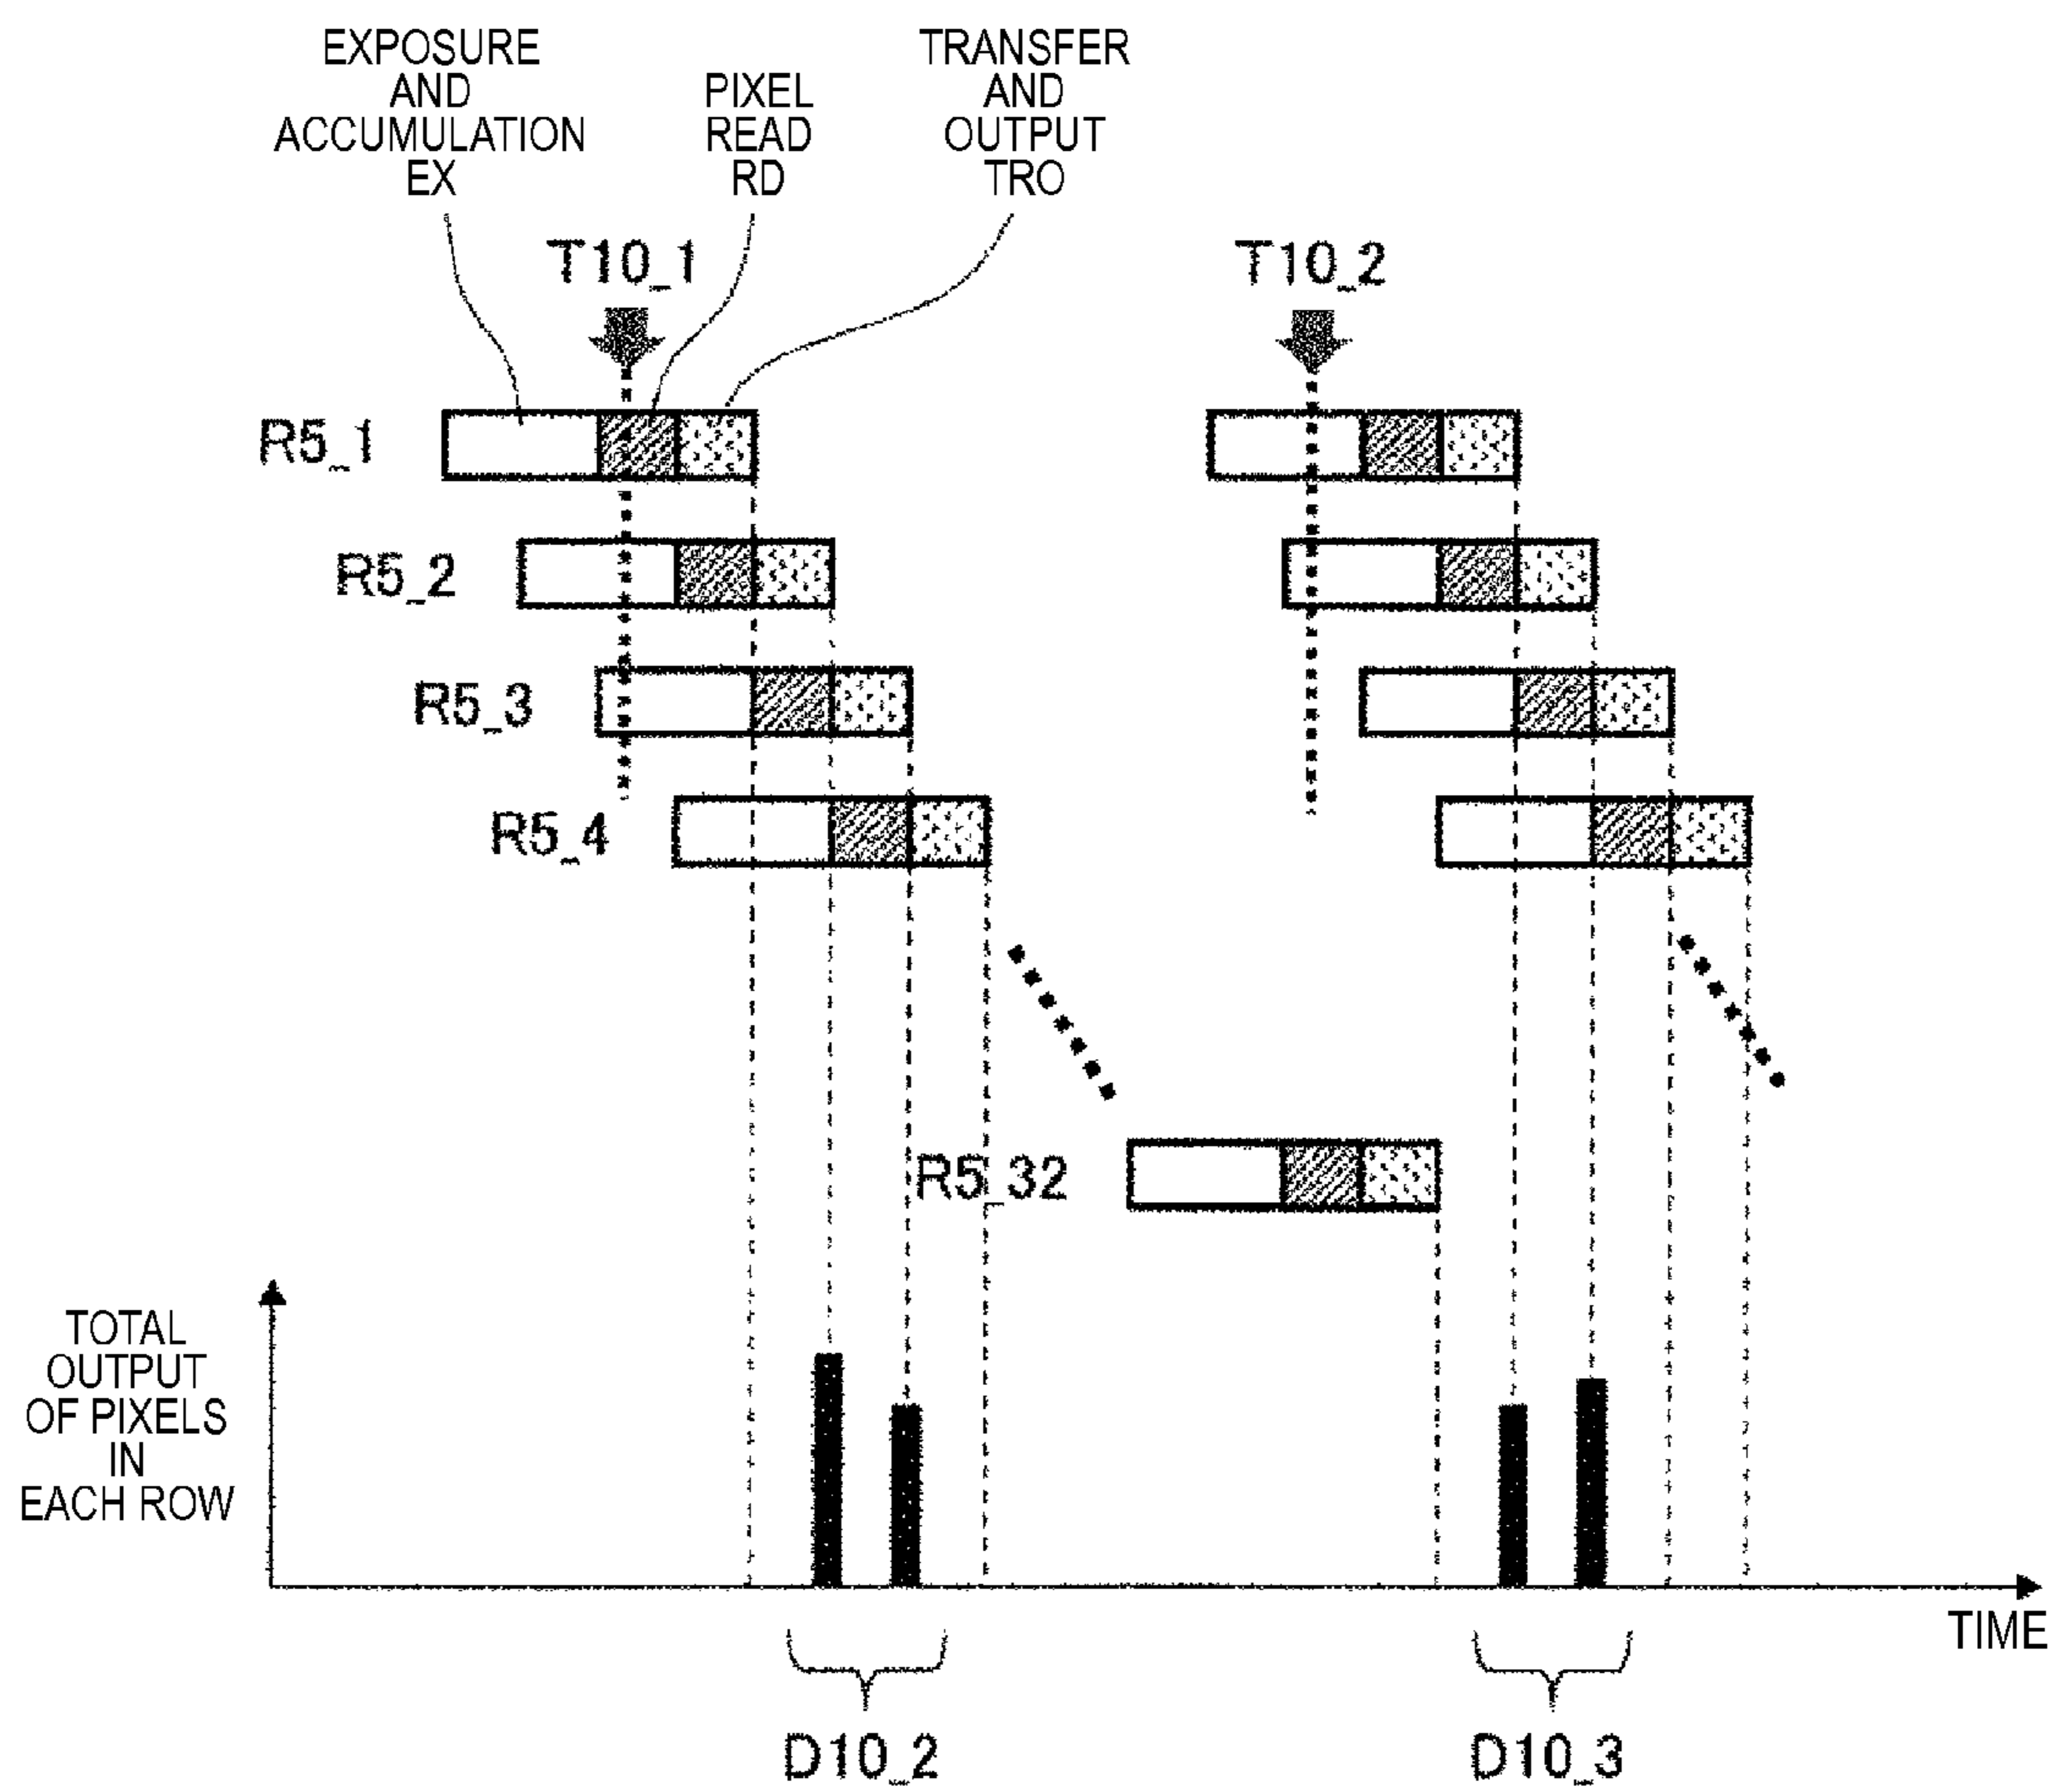 EXPOSURE
AND
ACCUMULATION
EX
PIXEL
READ
RD
TRANSFER
AND
OUTPUT
TRO
T10_1
T10_2
R5_1
R5_2
R5_3
R5_4
R5_32
TOTAL
OUTPUT
OF PIXELS
IN
EACH ROW
TIME
D10_2
D10_3